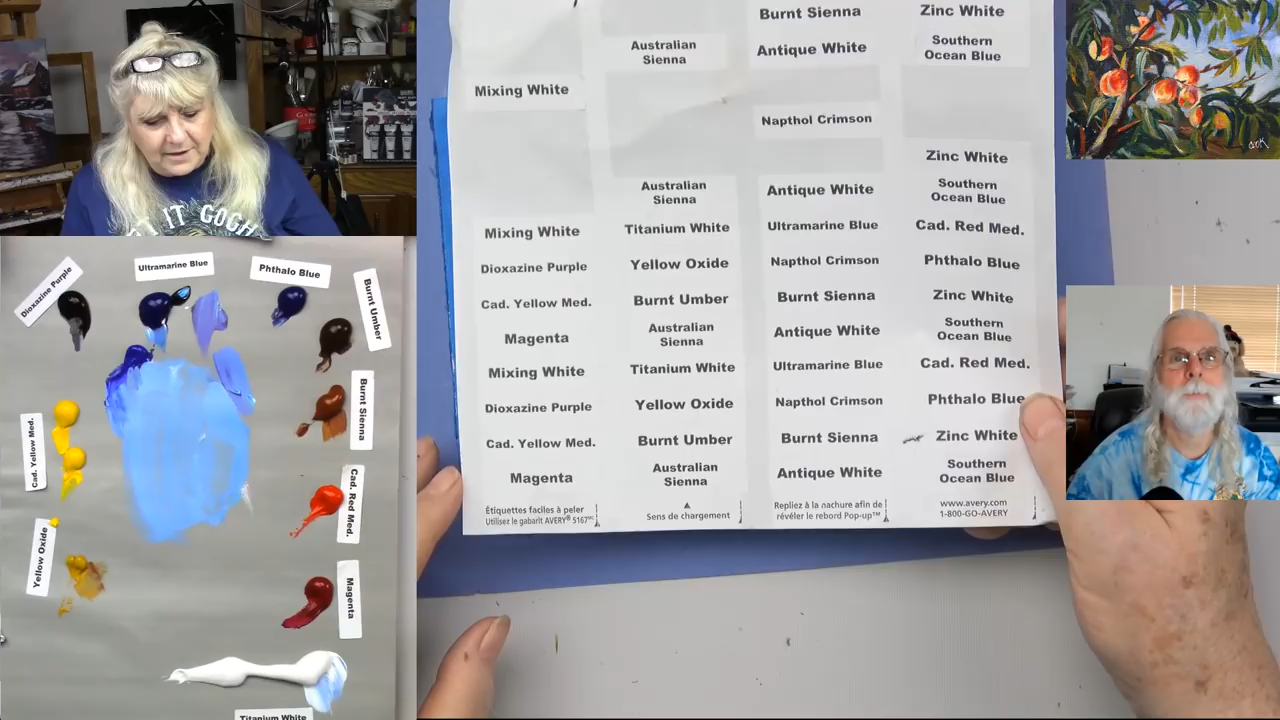 ET IT GOGH
Dioxazine Purple
Ultramarine Blue
Phthalo Blue
Burnt Umber
Cad. Yellow Med.
Burnt Sienna
Yellow Oxide
Cad. Red Med.
Magenta
Titanium White
Burnt Sienna
Zinc White
Australian
Sienna
Antique White
Southern
Ocean Blue
Mixing White
Napthol Crimson
Zinc White
Australian
Sienna
Antique White
Southern
Ocean Blue
Mixing White
Titanium White
Ultramarine Blue
Cad. Red Med.
Dioxazine Purple
Yellow Oxide
Napthol Crimson
Phthalo Blue
Cad. Yellow Med.
Burnt Umber
Burnt Sienna
Zinc White
Magenta
Australian
Sienna
Antique White
Southern
Ocean Blue
Mixing White
Titanium White
Ultramarine Blue
Cad. Red Med.
Dioxazine Purple
Yellow Oxide
Napthol Crimson
Phthalo Blue
Cad. Yellow Med.
Burnt Umber
Burnt Sienna
Zinc White
Magenta
Australian
Sienna
Antique White
Southern
Ocean Blue
Étiquettes faciles à peler
Utilisez le gabarit AVERY® 5167MC
Sens de chargement
Repliez à la hachure afin de
révéler le rebord Pop-up™
www.avery.com
1-800-GO-AVERY